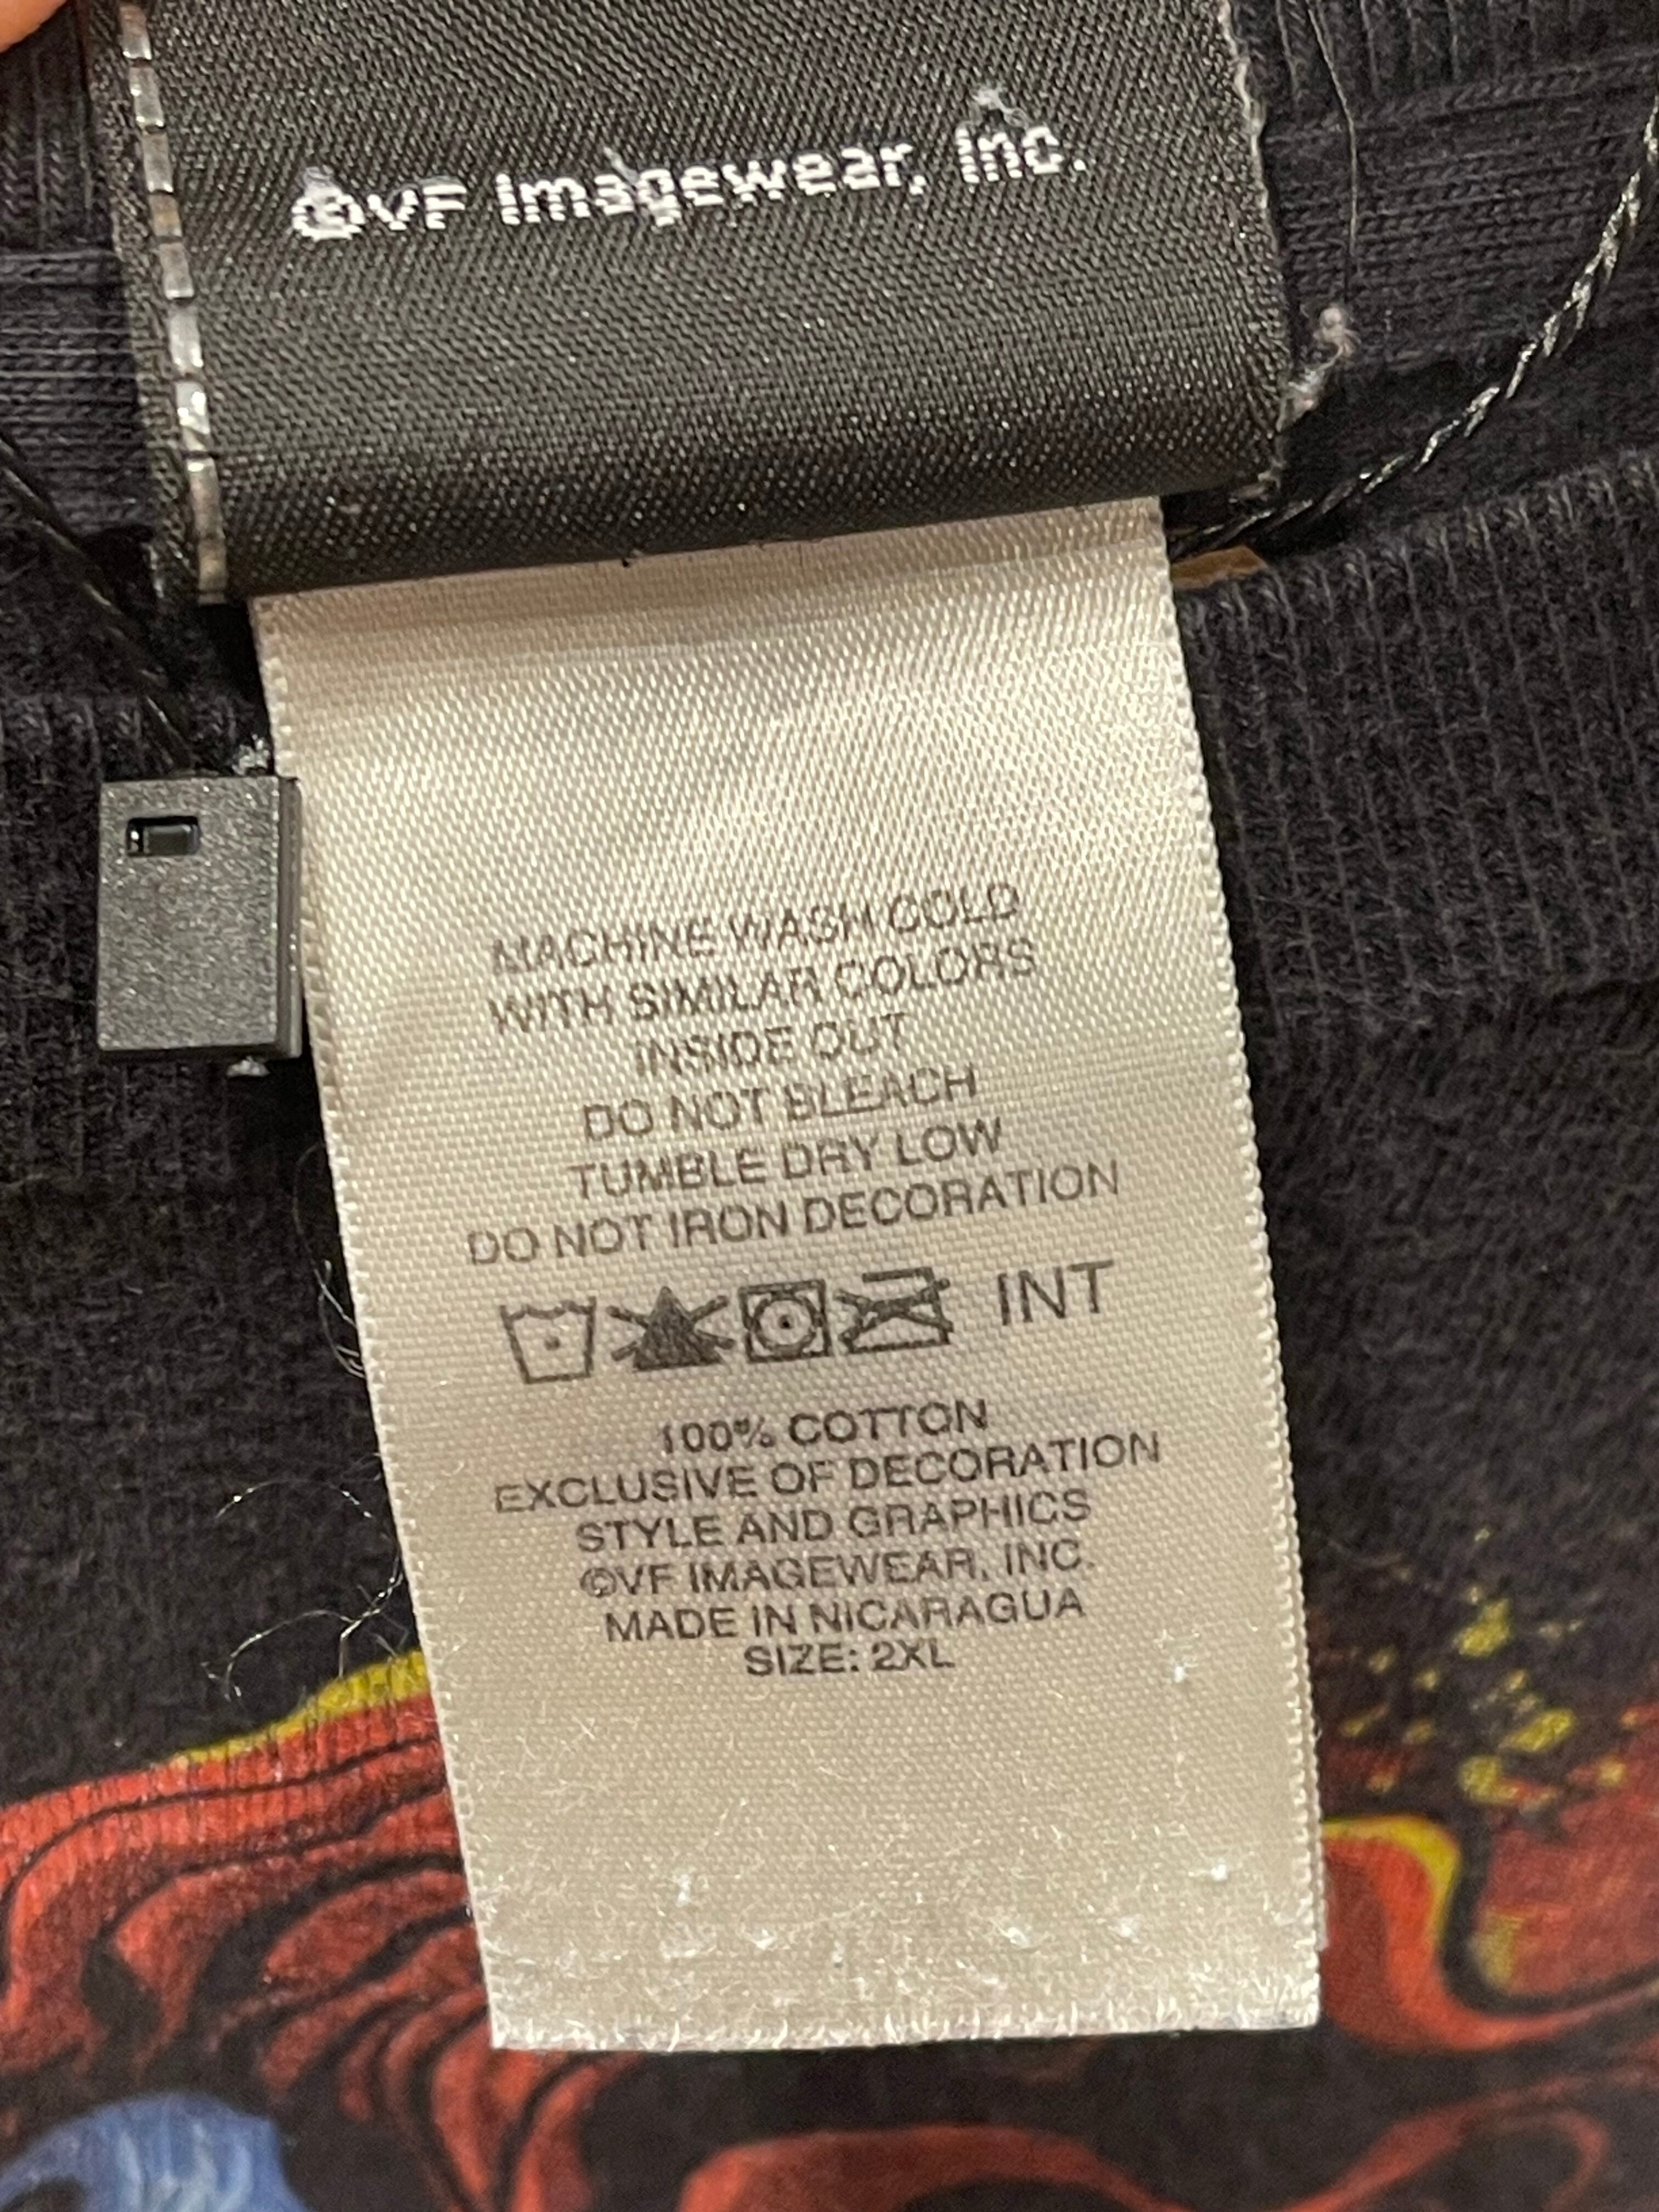 ©VF Imagewear, Inc.
MACHINE WASH COLD
WITH SIMILAR COLORS
INSIDE OUT
DO NOT BLEACH
TUMBLE DRY LOW
DO NOT IRON DECORATION
INT
100% COTTON
EXCLUSIVE OF DECORATION
STYLE AND GRAPHICS
©VF IMAGEWEAR, INC.
MADE IN NICARAGUA
SIZE: 2XL